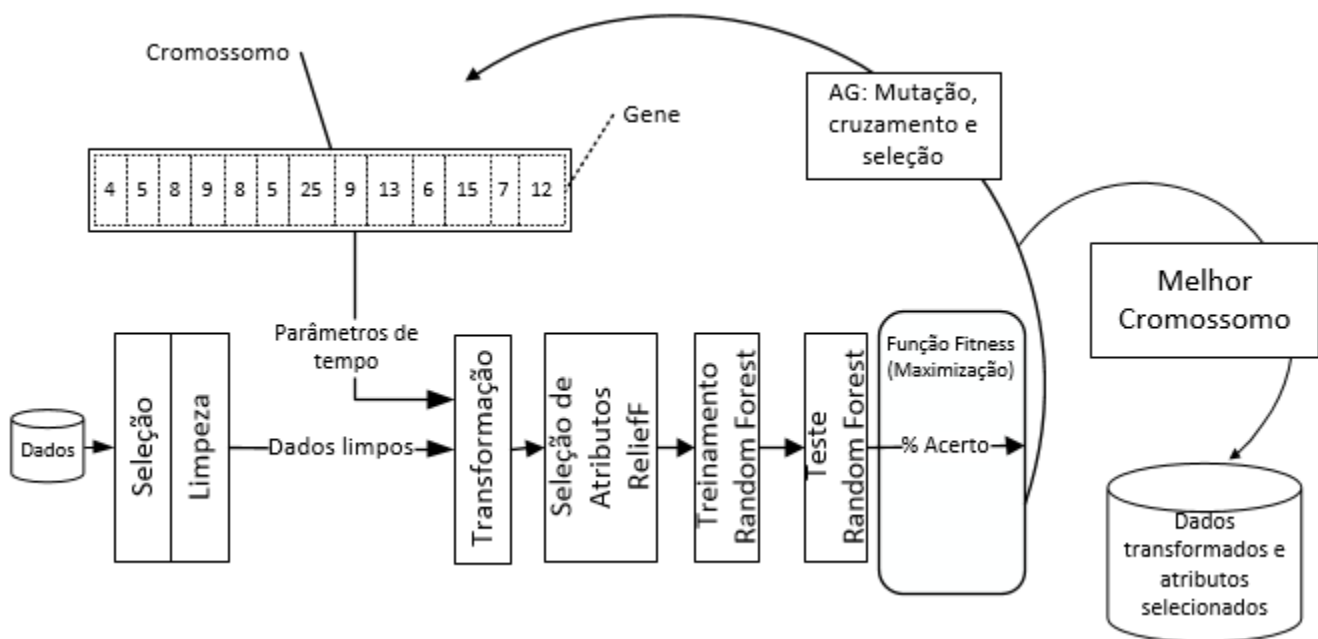 Cromossomo
Gene
4 5 8 9 8 5 25 9 13 6 15 7 12
AG: Mutação,
cruzamento e
seleção
Melhor
Cromossomo
Parâmetros de
tempo
Dados
Seleção
Limpeza
Dados limpos
Transformação
Seleção de
Atributos
ReliefF
Treinamento
Random Forest
Teste
Random Forest
Função Fitness
(Maximização)
% Acerto
Dados
transformados e
atributos
selecionados